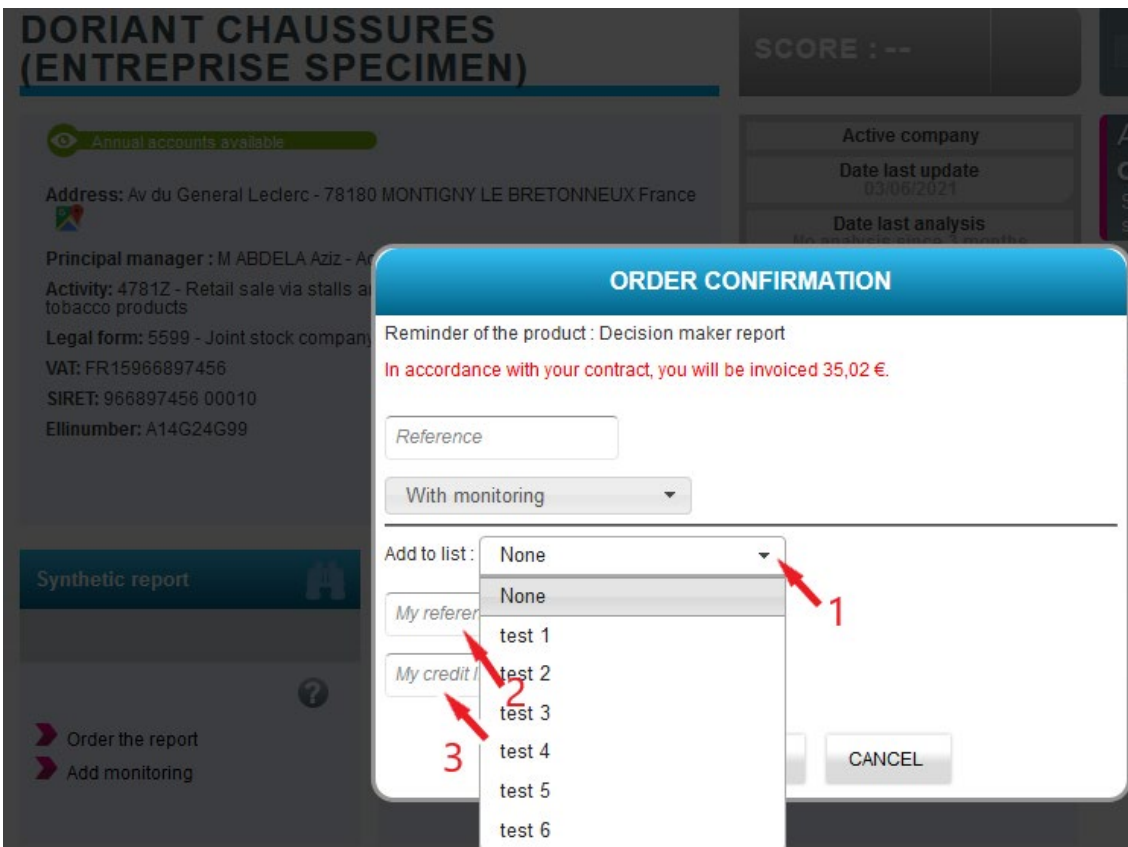 DORIANT CHAUSSURES
(ENTREPRISE SPECIMEN)
SCORE : --
Annual accounts available
Address: Av du General Leclerc - 78180 MONTIGNY LE BRETONNEUX France
Principal manager : M ABDELA Aziz -
Activity: 4781Z - Retail sale via stalls
tobacco products
Legal form: 5599 - Joint stock company
VAT: FR15966897456
SIRET: 966897456 00010
Ellinumber: A14G24G99
Active company
Date last update
03/06/2021
Date last analysis
No analysis since 3 months
Synthetic report
?
Order the report
Add monitoring
ORDER CONFIRMATION
Reminder of the product : Decision maker report
In accordance with your contract, you will be invoiced 35,02 €.
Reference
With monitoring
Add to list : None
None
My referen
test 1
My credit l
test 2
test 3
test 4
test 5
test 6
1
2
3
CANCEL